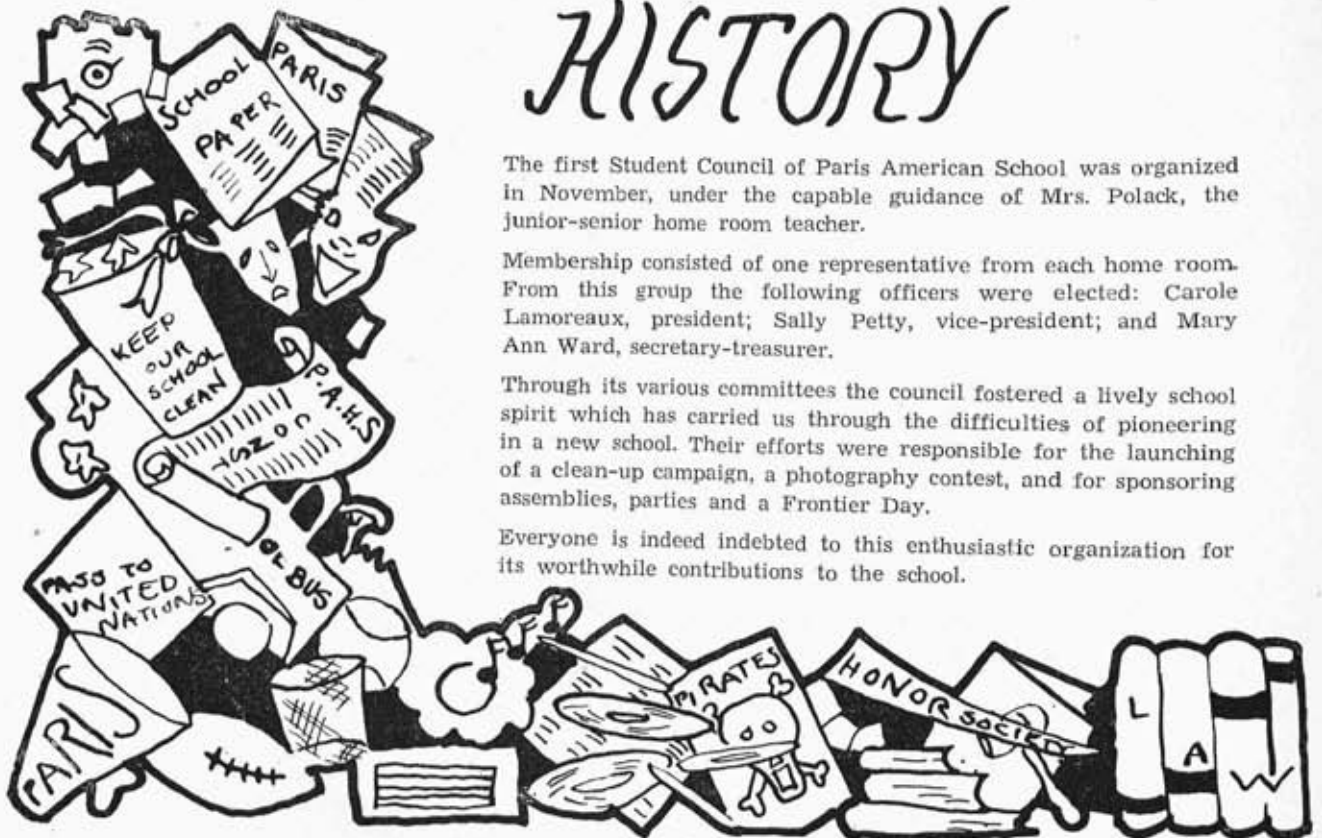 HISTORY
The first Student Council of Paris American School was organized
in November, under the capable guidance of Mrs. Polack, the
junior-senior home room teacher.
Membership consisted of one representative from each home room.
From this group the following officers were elected: Carole
Lamoreaux, president; Sally Petty, vice-president; and Mary
Ann Ward, secretary-treasurer.
Through its various committees the council fostered a lively school
spirit which has carried us through the difficulties of pioneering
in a new school. Their efforts were responsible for the launching
of a clean-up campaign, a photography contest, and for sponsoring
assemblies, parties and a Frontier Day.
Everyone is indeed indebted to this enthusiastic organization for
its worthwhile contributions to the school.
SCHOOL
PAPER
PARIS
KEEP
OUR
SCHOOL
CLEAN
P.A.H.S
CONST
OL BUS
PASS TO
UNITED
NATIONS
PARIS
PIRATES
HONOR SOCIETY
L
A
W